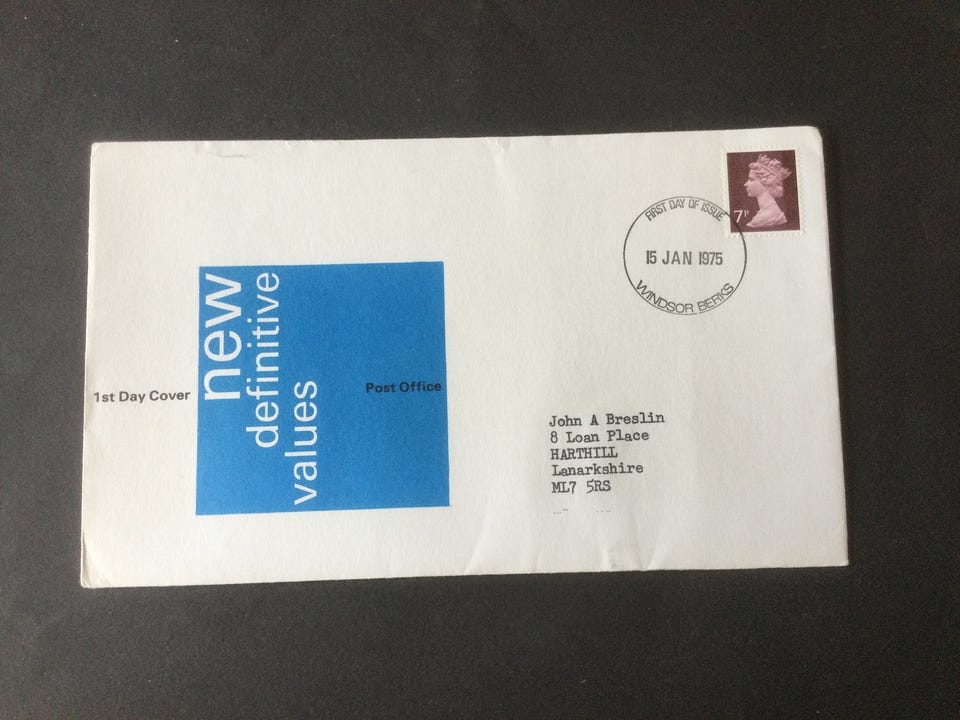 7P
FIRST DAY OF ISSUE
15 JAN 1975
WINDSOR BERKS
new
definitive
values
1st Day Cover
Post Office
John A Breslin
8 Loan Place
HARTHILL
Lanarkshire
ML7 5RS